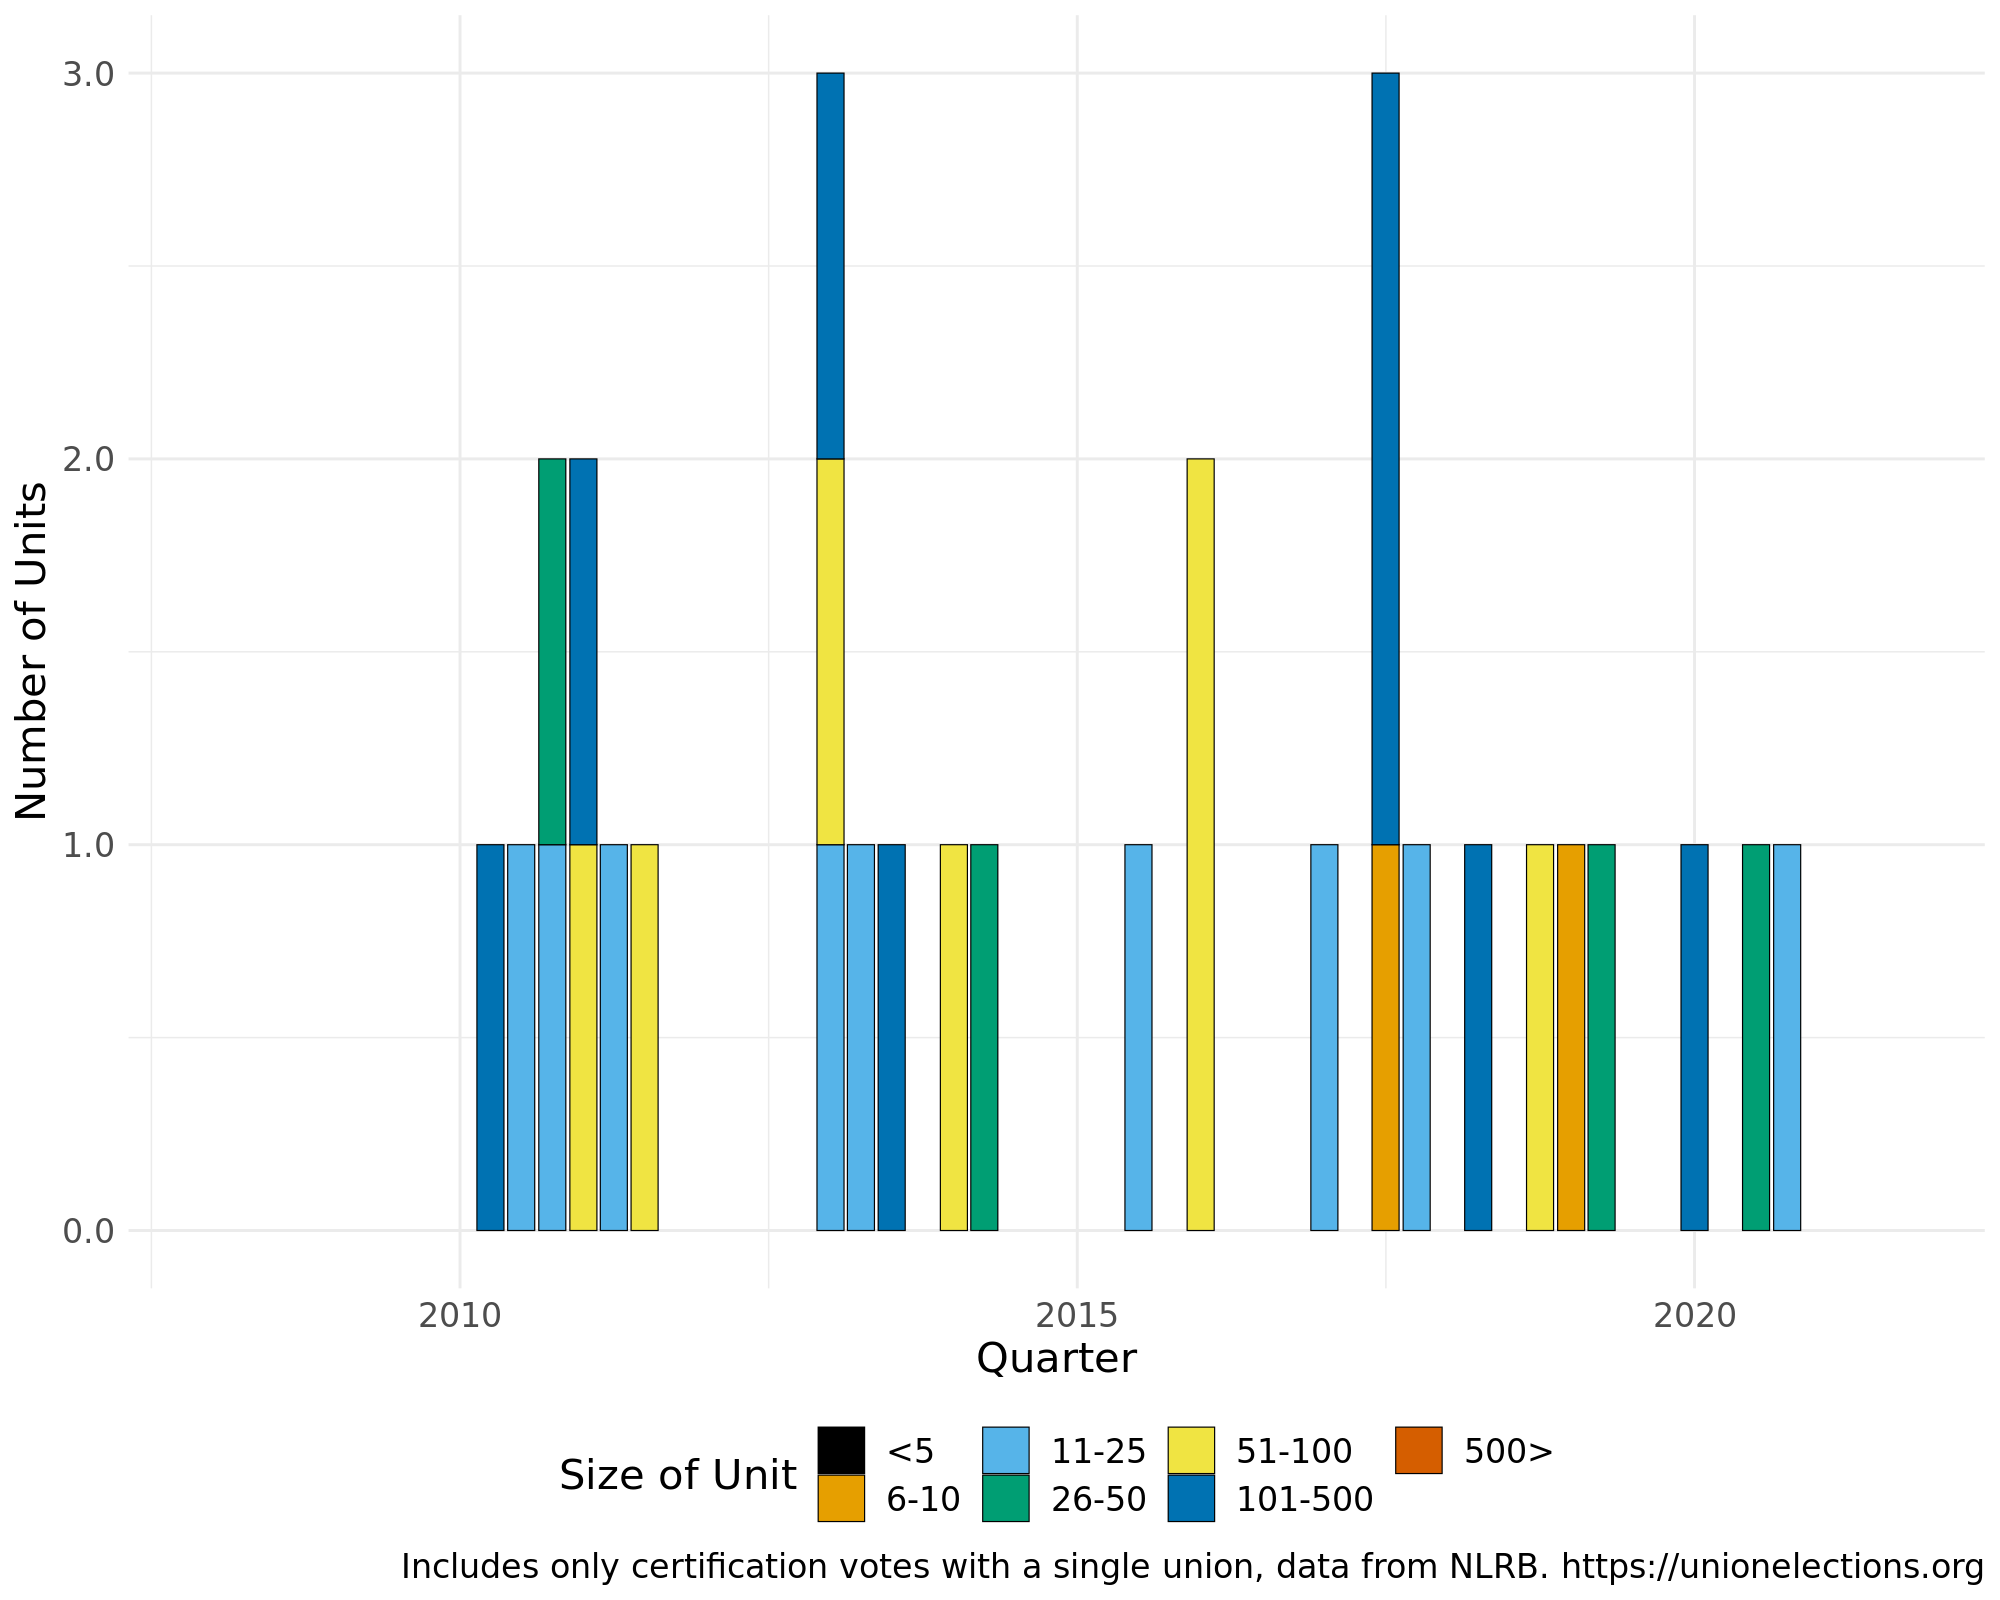 3.0
2.0
1.0
0.0
Number of Units
2010 2015 2020
Quarter
Size of Unit
<5 11-25 51-100 500>
6-10 26-50 101-500
Includes only certification votes with a single union, data from NLRB. https://unionelections.org